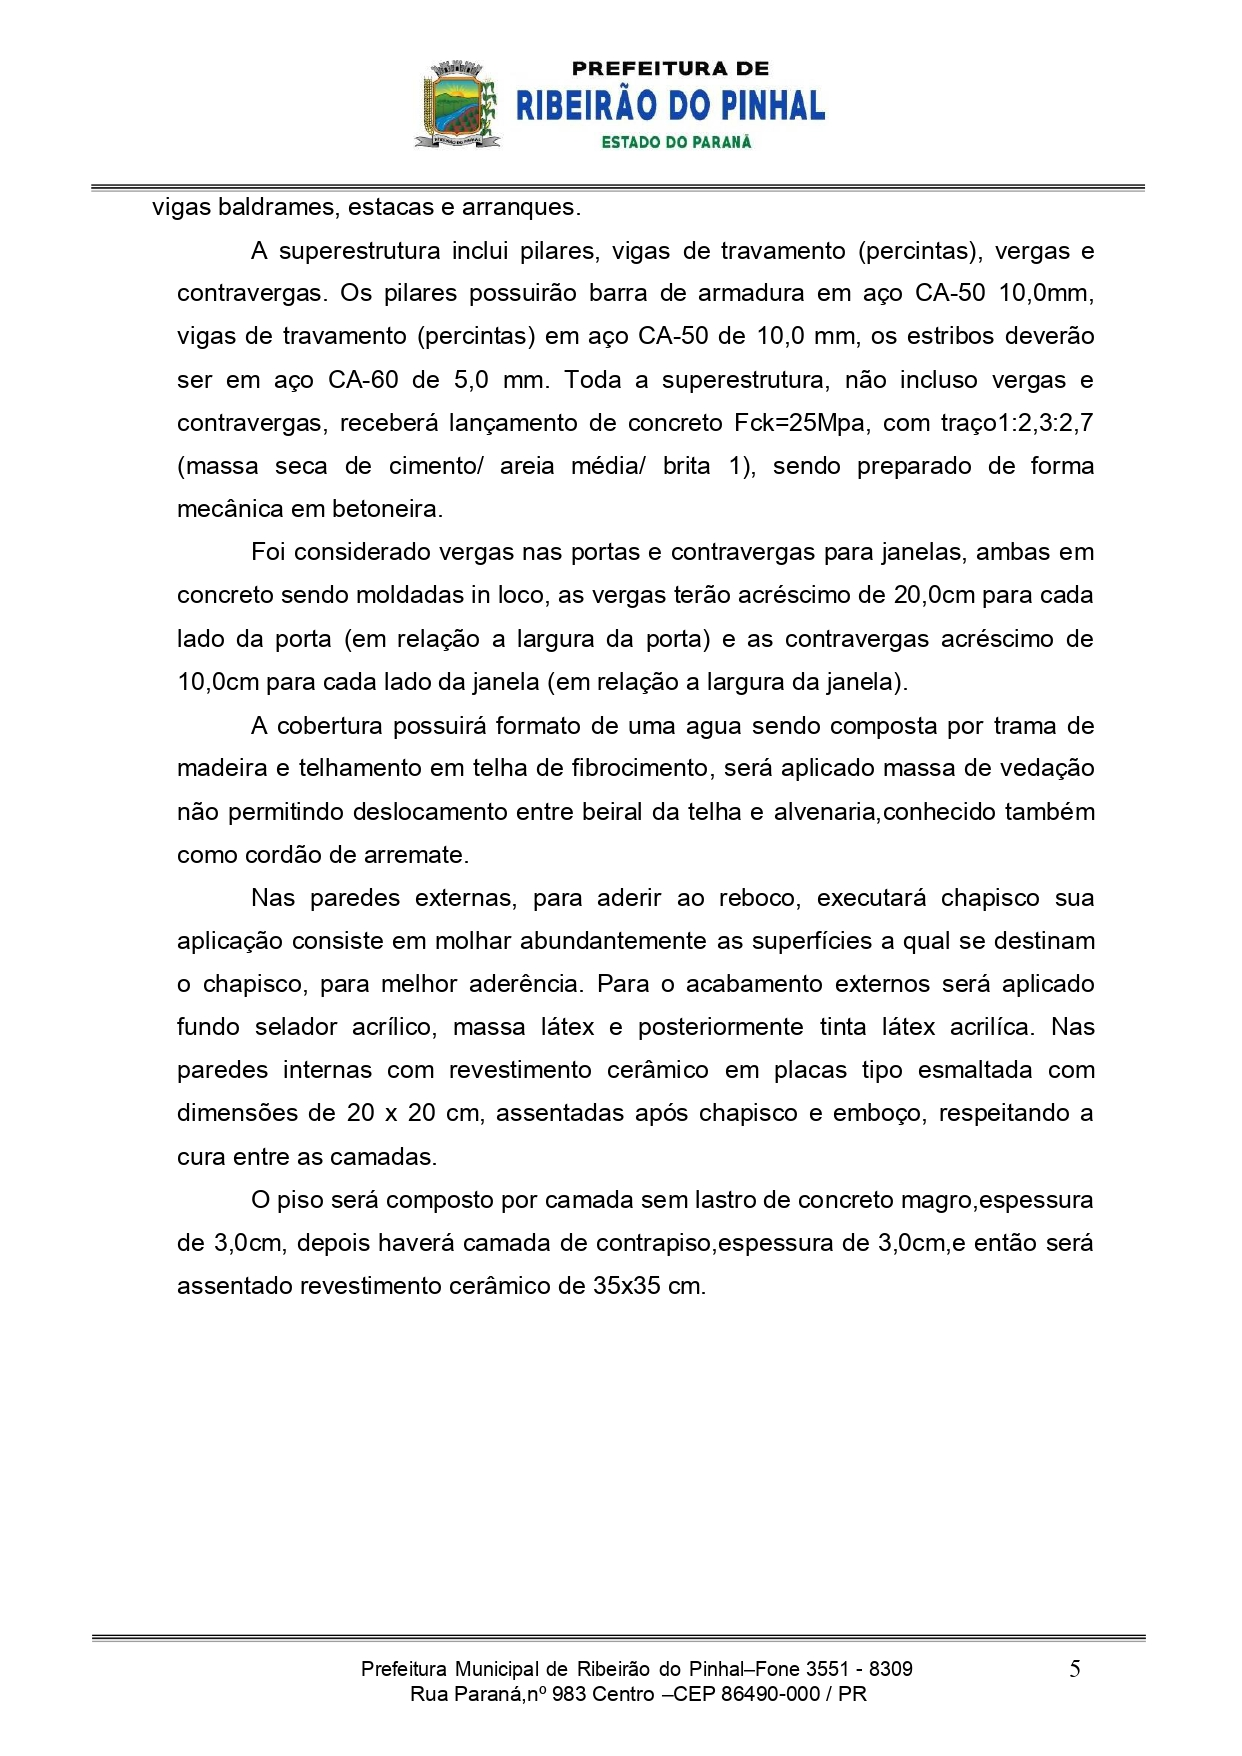 PREFEITURA DE
RIBEIRÃO DO PINHAL
ESTADO DO PARANÁ
RIBEIRÃO DO PINHAL
vigas baldrames, estacas e arranques.
A superestrutura inclui pilares, vigas de travamento (percintas), vergas e
contravergas. Os pilares possuirão barra de armadura em aço CA-50 10,0mm,
vigas de travamento (percintas) em aço CA-50 de 10,0 mm, os estribos deverão
ser em aço CA-60 de 5,0 mm. Toda a superestrutura, não incluso vergas e
contravergas, receberá lançamento de concreto Fck=25Mpa, com traço1:2,3:2,7
(massa seca de cimento/ areia média/ brita 1), sendo preparado de forma
mecânica em betoneira.
Foi considerado vergas nas portas e contravergas para janelas, ambas em
concreto sendo moldadas in loco, as vergas terão acréscimo de 20,0cm para cada
lado da porta (em relação a largura da porta) e as contravergas acréscimo de
10,0cm para cada lado da janela (em relação a largura da janela).
A cobertura possuirá formato de uma agua sendo composta por trama de
madeira e telhamento em telha de fibrocimento, será aplicado massa de vedação
não permitindo deslocamento entre beiral da telha e alvenaria,conhecido também
como cordão de arremate.
Nas paredes externas, para aderir ao reboco, executará chapisco sua
aplicação consiste em molhar abundantemente as superfícies a qual se destinam
o chapisco, para melhor aderência. Para o acabamento externos será aplicado
fundo selador acrílico, massa látex e posteriormente tinta látex acrilíca. Nas
paredes internas com revestimento cerâmico em placas tipo esmaltada com
dimensões de 20 x 20 cm, assentadas após chapisco e emboço, respeitando a
cura entre as camadas.
O piso será composto por camada sem lastro de concreto magro,espessura
de 3,0cm, depois haverá camada de contrapiso,espessura de 3,0cm,e então será
assentado revestimento cerâmico de 35x35 cm.
Prefeitura Municipal de Ribeirão do Pinhal–Fone 3551 - 8309 5
Rua Paraná,nº 983 Centro –CEP 86490-000 / PR